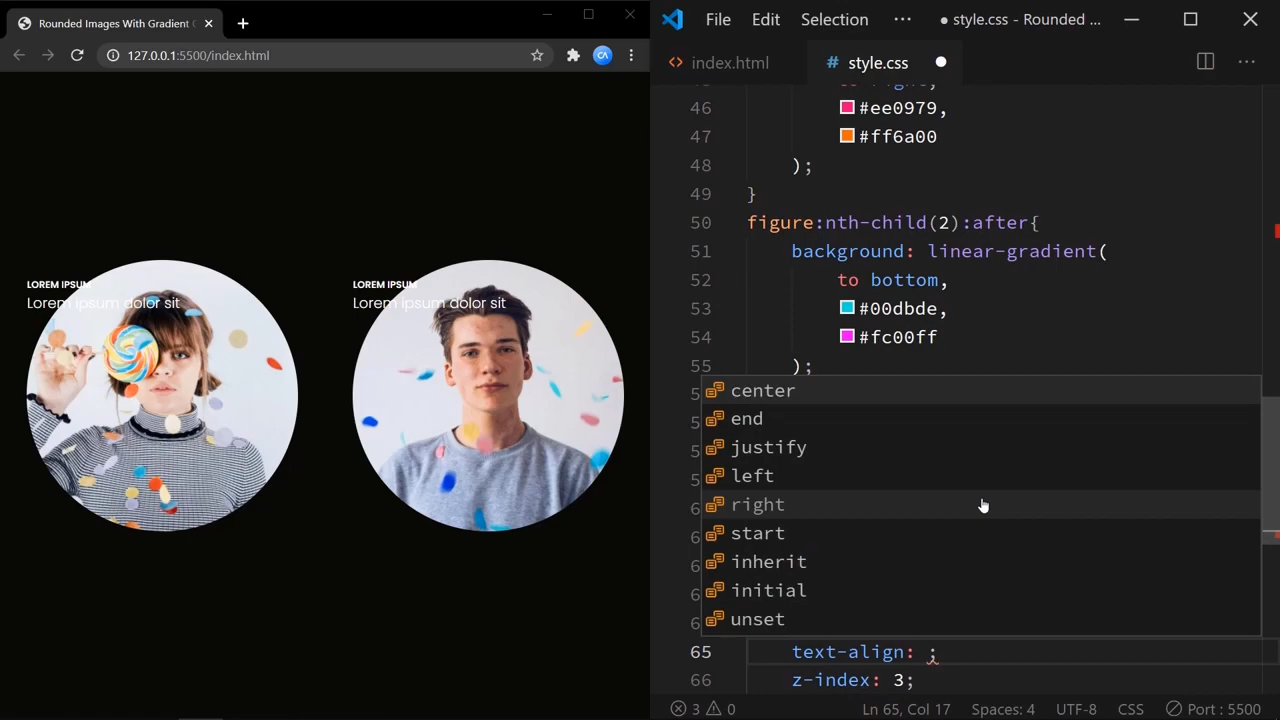 Rounded Images With Gradient
127.0.0.1:5500/index.html
LOREM IPSUM
Lorem ipsum dolor sit
LOREM IPSUM
Lorem ipsum dolor sit
File Edit Selection ··· ● style.css - Rounded ...
index.html
# style.css
46 #ee0979,
47 #ff6a00
48 );
49 }
50 figure:nth-child(2):after{
51 background: linear-gradient(
52 to bottom,
53 #00dbde,
54 #fc00ff
55 );
center
end
justify
left
right
start
inherit
initial
unset
65 text-align: ;
66 z-index: 3;
3 0 Ln 65, Col 17 Spaces: 4 UTF-8 CSS Port : 5500